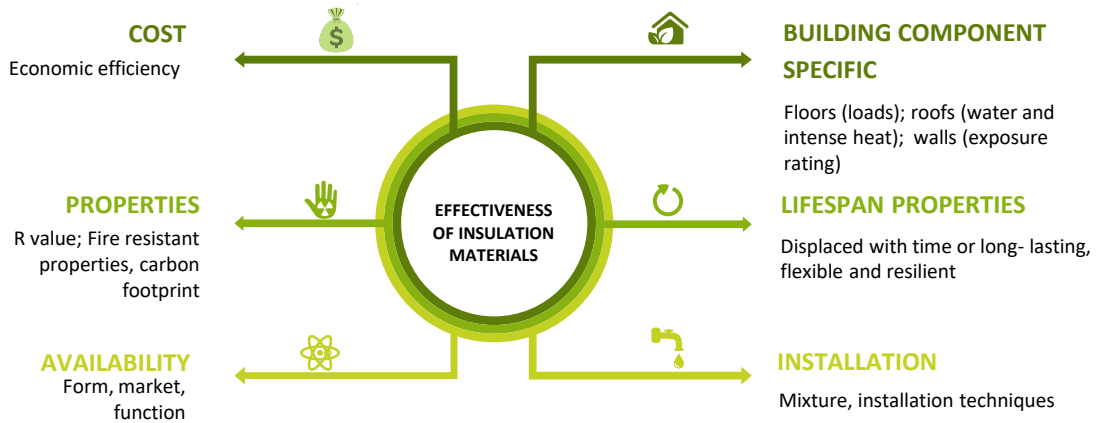 COST
Economic efficiency
PROPERTIES
R value; Fire resistant
properties, carbon
footprint
AVAILABILITY
Form, market,
function
$
EFFECTIVENESS
OF INSULATION
MATERIALS
BUILDING COMPONENT
SPECIFIC
Floors (loads); roofs (water and
intense heat); walls (exposure
rating)
LIFESPAN PROPERTIES
Displaced with time or long- lasting,
flexible and resilient
INSTALLATION
Mixture, installation techniques